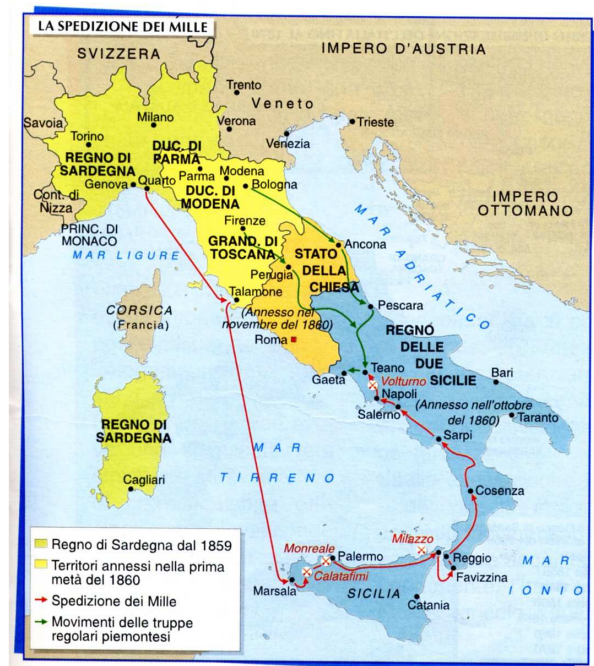 LA SPEDIZIONE DEI MILLE
SVIZZERA
IMPERO D'AUSTRIA
Trento
Veneto
Savoia
Milano
Verona
Trieste
Torino
Venezia
DUC. DI
PARMA
REGNO DI
SARDEGNA
Modena
Parma
Genova
Quarto
Bologna
DUC. DI
MODENA
Cont. di
Nizza
IMPERO
OTTOMANO
Firenze
PRINC. DI
MONACO
GRAND. DI
TOSCANA
MAR ADRIATICO
Ancona
MAR LIGURE
STATO
DELLA
CHIESA
Perugia
Talamone
(Annesso nel
novembre del 1860)
Pescara
CORSICA
(Francia)
Roma
REGNO
DELLE
DUE
SICILIE
Teano
Gaeta
Volturno
Bari
Napoli
(Annesso nell'ottobre
del 1860)
Salerno
Taranto
REGNO DI
SARDEGNA
Sarpi
MAR
TIRRENO
Cagliari
Cosenza
Milazzo
Monreale
Palermo
Reggio
MAR
IONIO
Calatafimi
Favizzina
Marsala
SICILIA
Catania
Regno di Sardegna dal 1859
Territori annessi nella prima
metà del 1860
Spedizione dei Mille
Movimenti delle truppe
regolari piemontesi